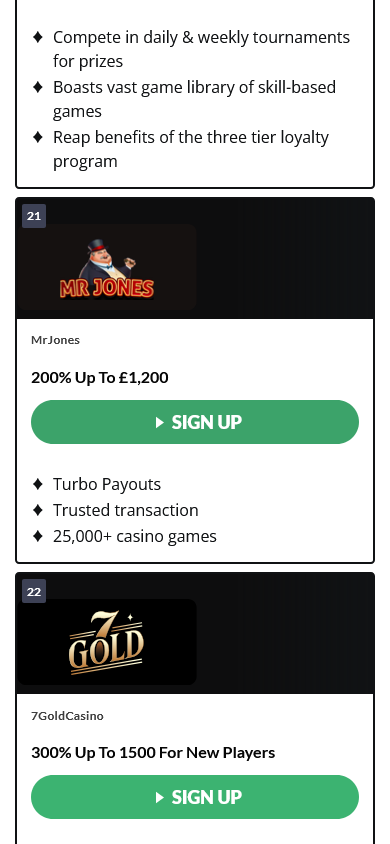 ♦ Compete in daily & weekly tournaments
for prizes
♦ Boasts vast game library of skill-based
games
♦ Reap benefits of the three tier loyalty
program
21
MR JONES
MrJones
200% Up To £1,200
SIGN UP
♦ Turbo Payouts
♦ Trusted transaction
♦ 25,000+ casino games
22
7
GOLD
7GoldCasino
300% Up To 1500 For New Players
SIGN UP